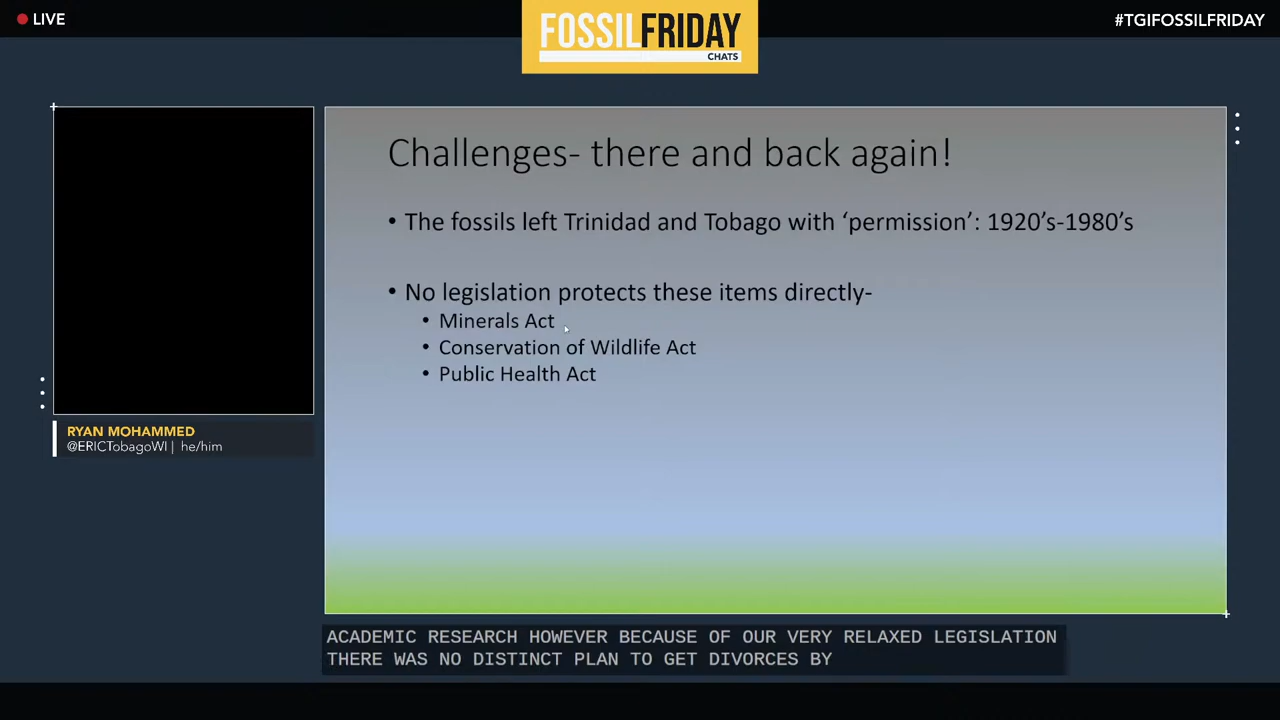 LIVE
FOSSILFRIDAY
CHATS
#TGIFOSSILFRIDAY
Challenges- there and back again!
• The fossils left Trinidad and Tobago with ‘permission’: 1920’s-1980’s
• No legislation protects these items directly-
• Minerals Act
• Conservation of Wildlife Act
• Public Health Act
RYAN MOHAMMED
@ERICTobagoWI | he/him
ACADEMIC RESEARCH HOWEVER BECAUSE OF OUR VERY RELAXED LEGISLATION
THERE WAS NO DISTINCT PLAN TO GET DIVORCES BY